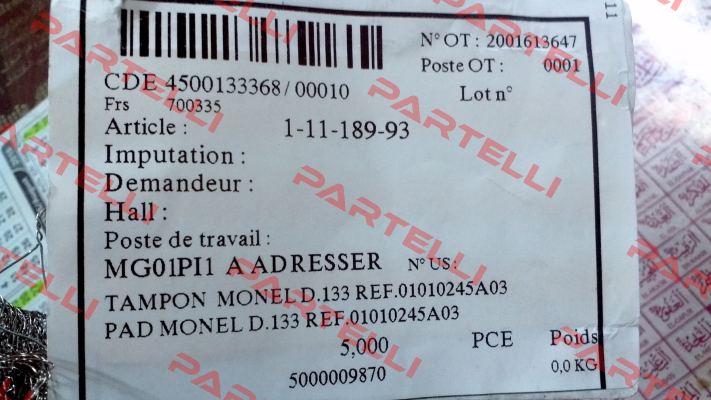 N° OT : 2001613647
CDE 4500133368/ 00010
Poste OT : 0001
Frs 700335
Lot n°
Article : 1-11-189-93
Imputation :
Demandeur :
Hall :
Poste de travail :
MG01PI1 A ADRESSER N° US :
TAMPON MONEL D.133 REF.01010245A03
PAD MONEL D.133 REF.01010245A03
5,000 PCE Poids
5000009870 0,0 KG
11
PARTELLI
PARTELLI
PARTELLI
PARTELLI
PARTELLI
PARTELLI